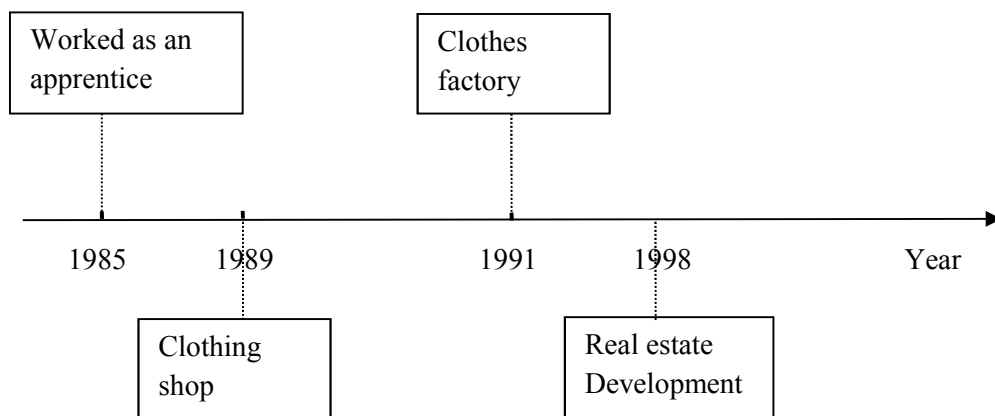 Worked as an
apprentice
Clothes
factory
1985
1989
1991
1998
Year
Clothing
shop
Real estate
Development